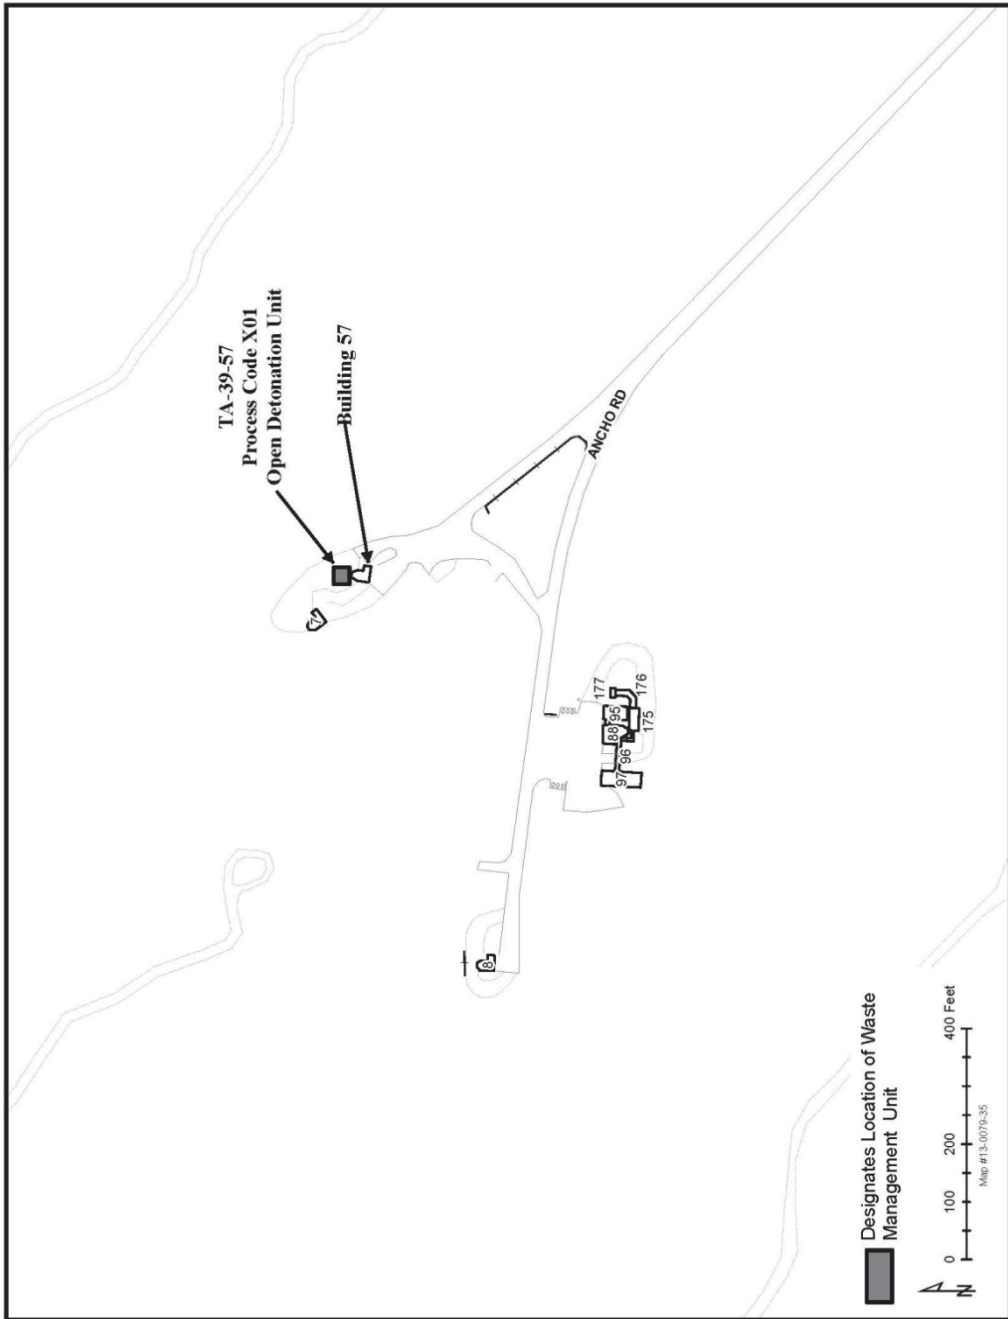 TA-39-57
Process Code X01
Open Detonation Unit
Building 57
7
ANCHO RD
177
95
176
88
175
96
97
8
Designates Location of Waste
Management Unit
0 100 200 400 Feet
N
Map #13-0079-35